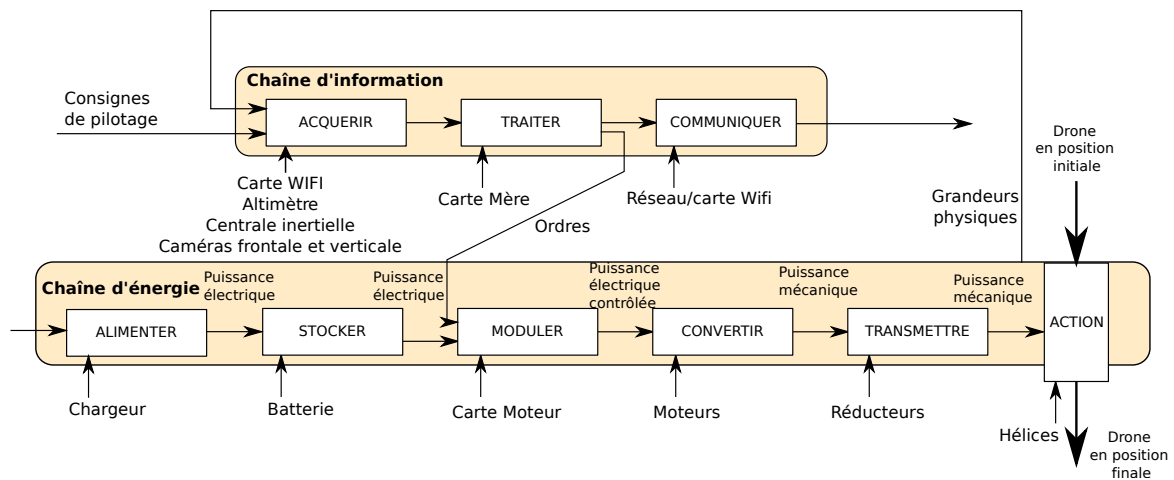 Chaîne d'information
Consignes
de pilotage
ACQUERIR
TRAITER
COMMUNIQUER
Drone
en position
initiale
Carte WIFI
Altimètre
Centrale inertielle
Caméras frontale et verticale
Carte Mère
Réseau/carte Wifi
Ordres
Grandeurs
physiques
Chaîne d'énergie
Puissance
électrique
Puissance
électrique
Puissance
électrique
contrôlée
Puissance
mécanique
Puissance
mécanique
ALIMENTER
STOCKER
MODULER
CONVERTIR
TRANSMETTRE
ACTION
Chargeur
Batterie
Carte Moteur
Moteurs
Réducteurs
Hélices
Drone
en position
finale